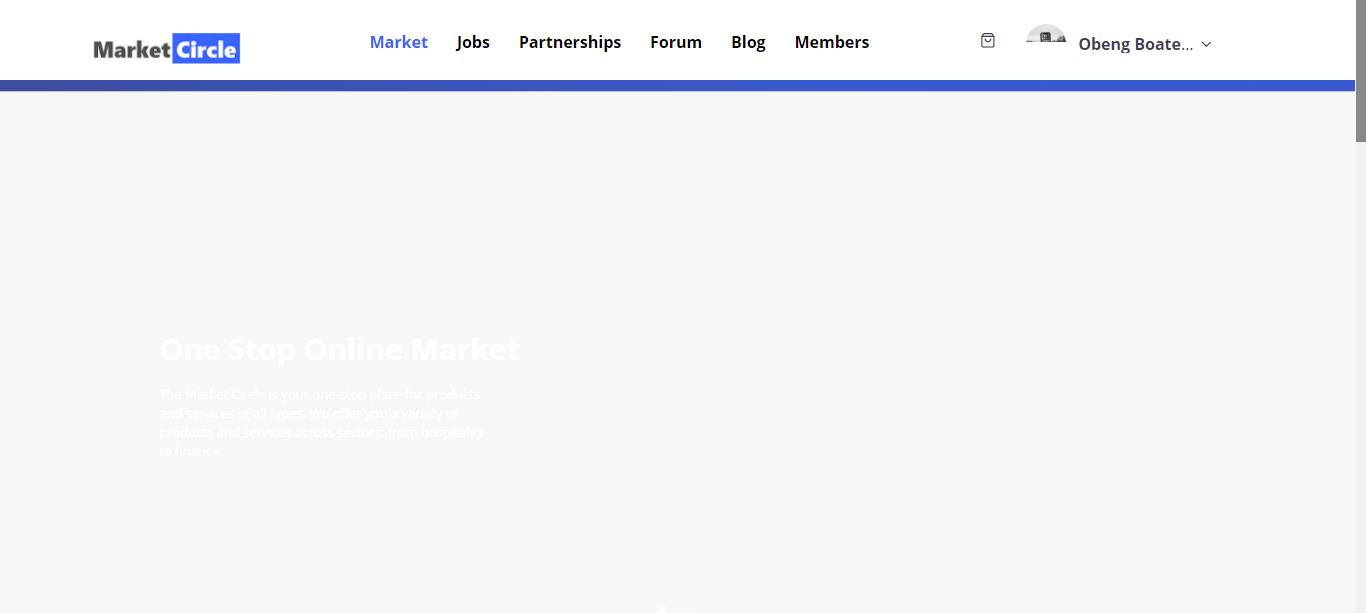 Market Circle
Market Jobs Partnerships Forum Blog Members
Obeng Boate...
One Stop Online Market
The Market Circle is your one-stop place for products
and services of all types. We offer you a variety of
products and services across sectors; from hospitality
to finance.